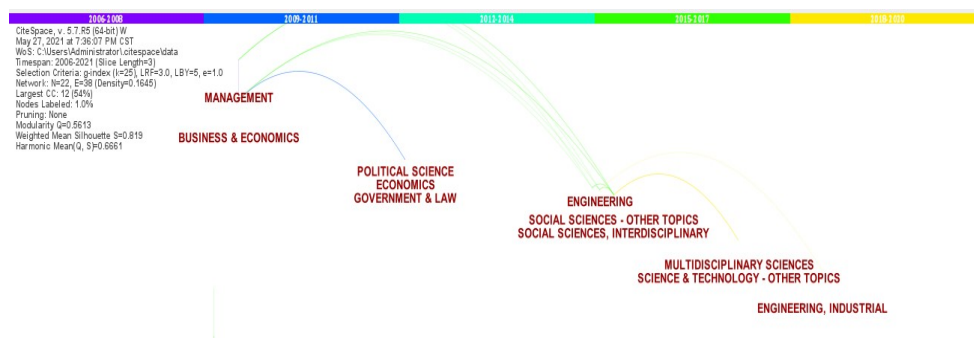 2006-2008 2009-2011 2012-2014 2015-2017 2018-2020
CiteSpace, v. 5.7.R5 (64-bit) W
May 27, 2021 at 7:36:07 PM CST
WoS: C:\Users\Administrator\.citespace\data
Timespan: 2006-2021 (Slice Length=3)
Selection Criteria: g-index (k=25), LRF=3.0, LBY=5, e=1.0
Network: N=22, E=38 (Density=0.1645)
Largest CC: 12 (54%)
Nodes Labeled: 1.0%
Pruning: None
Modularity Q=0.5613
Weighted Mean Silhouette S=0.819
Harmonic Mean(Q, S)=0.6661
MANAGEMENT
BUSINESS & ECONOMICS
POLITICAL SCIENCE
ECONOMICS
GOVERNMENT & LAW
ENGINEERING
SOCIAL SCIENCES - OTHER TOPICS
SOCIAL SCIENCES, INTERDISCIPLINARY
MULTIDISCIPLINARY SCIENCES
SCIENCE & TECHNOLOGY - OTHER TOPICS
ENGINEERING, INDUSTRIAL